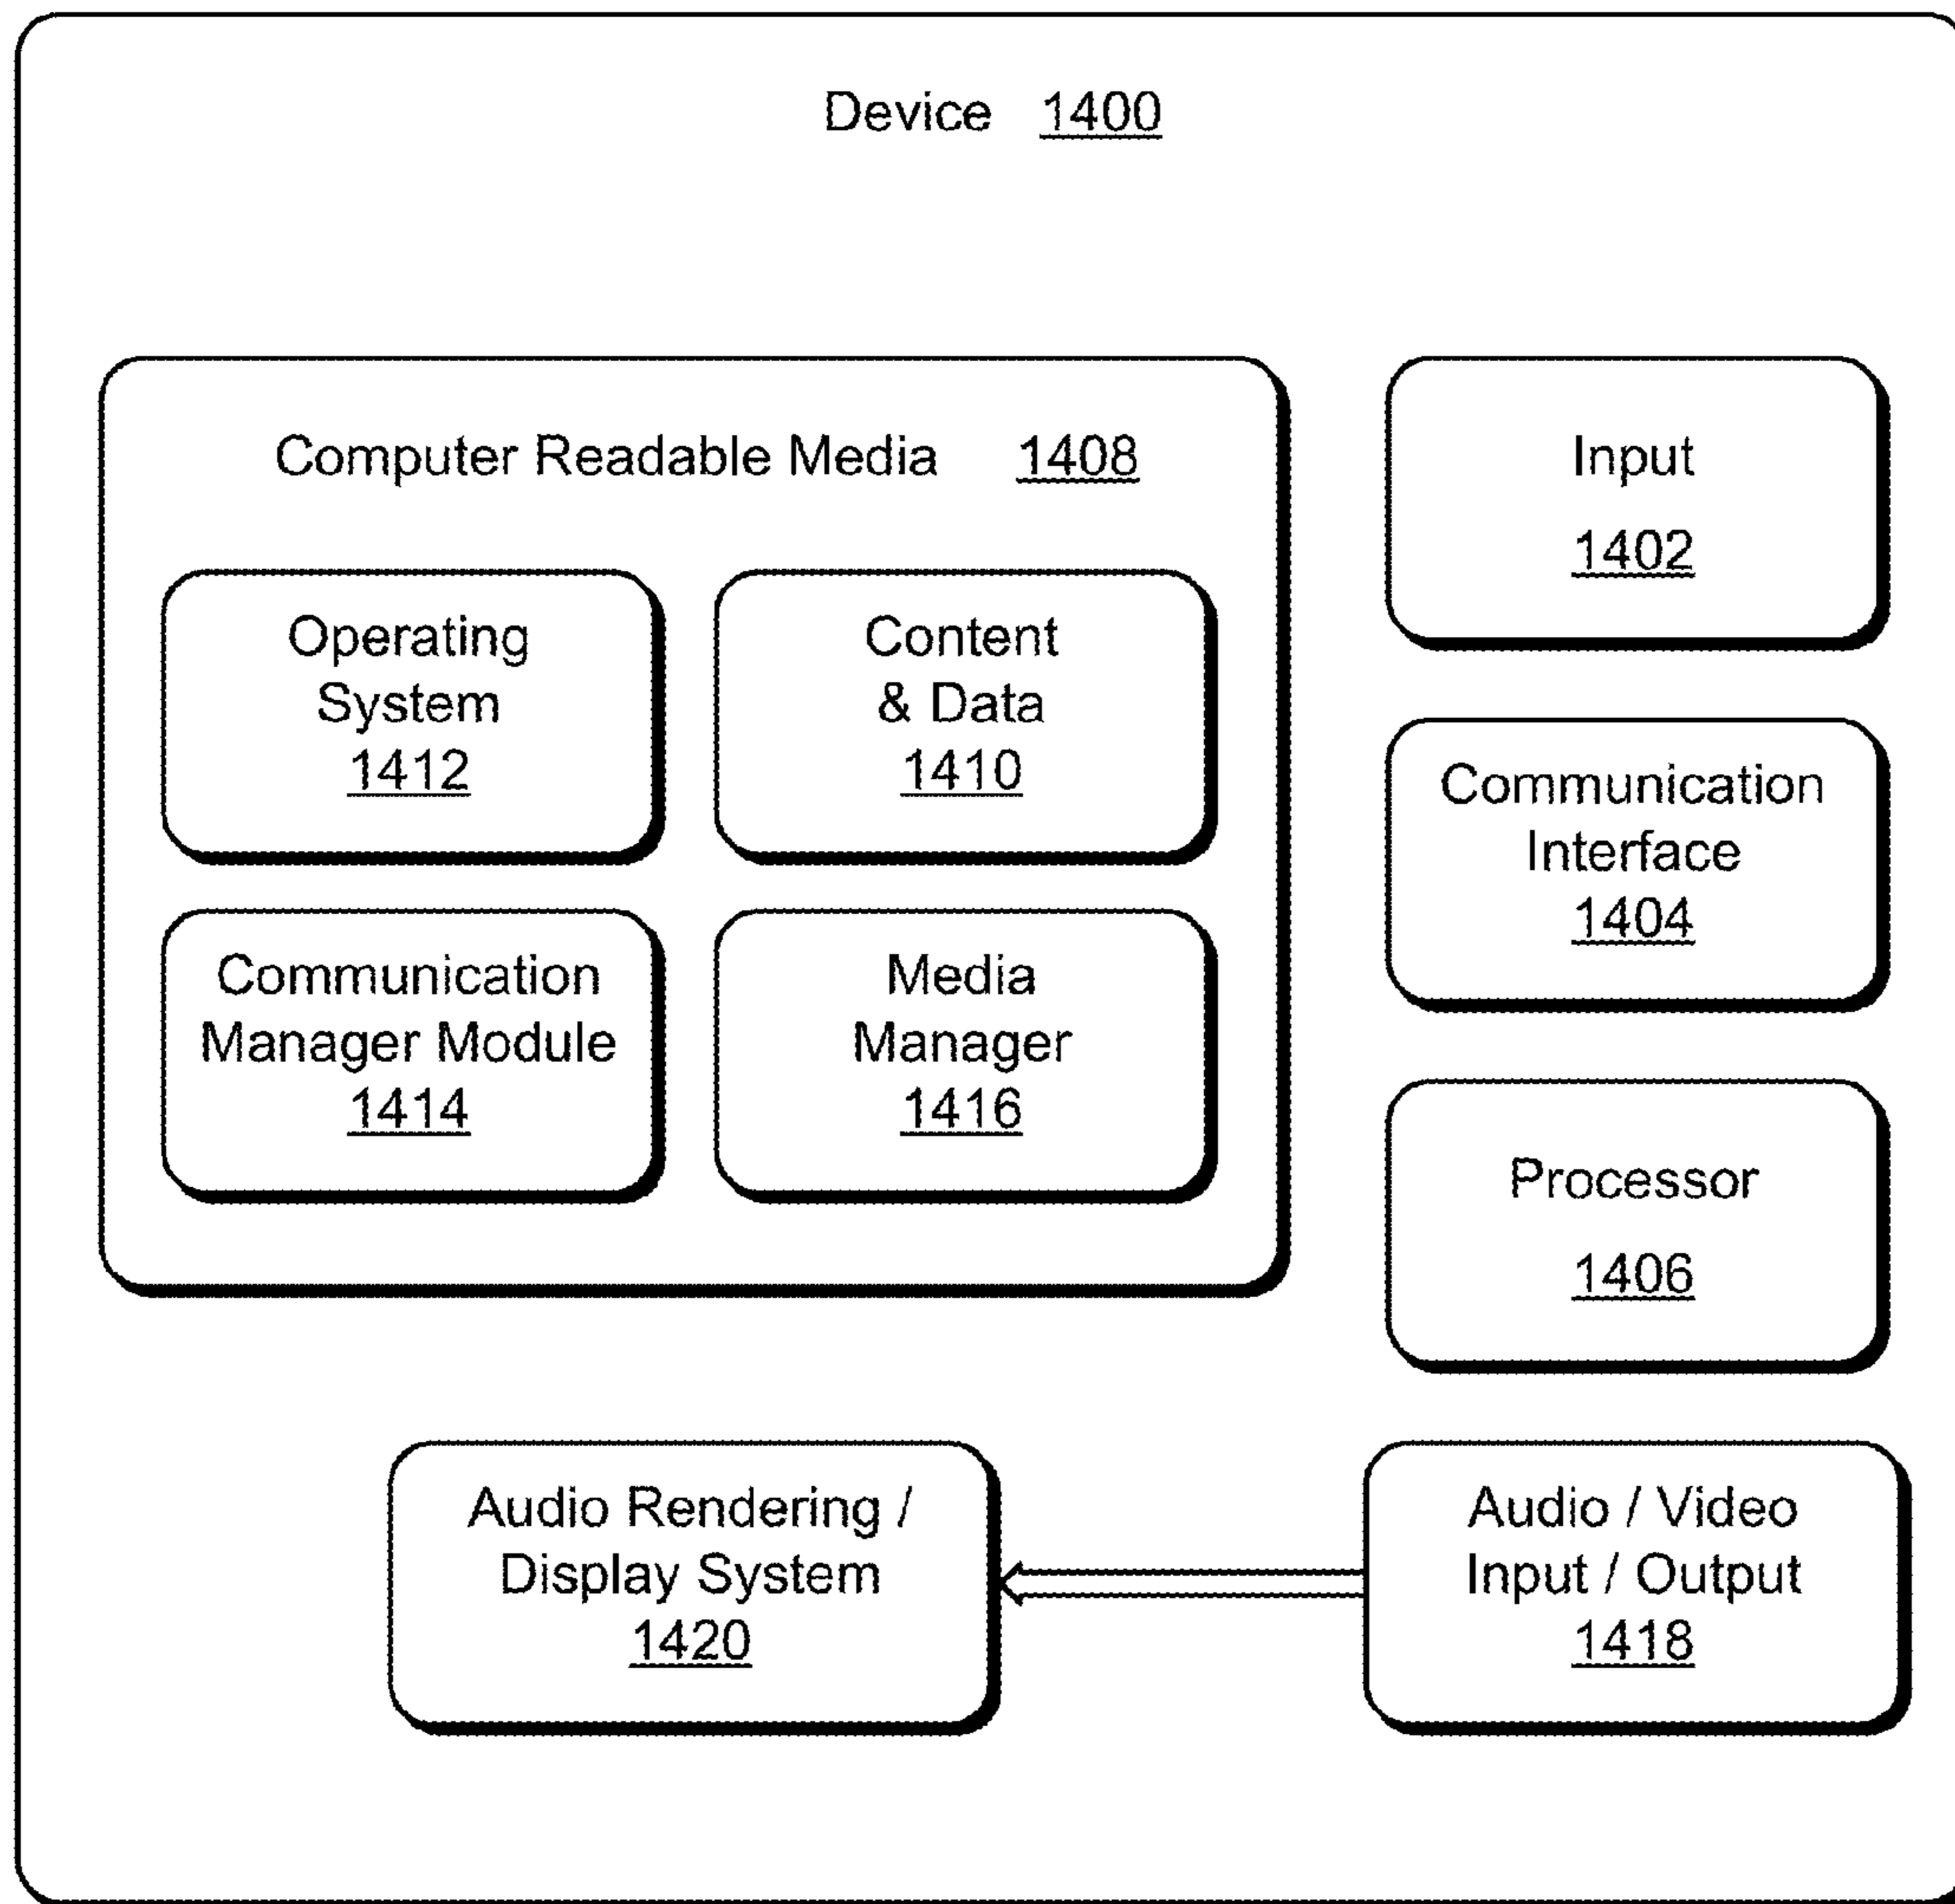 Device 1400
Computer Readable Media 1408
Operating
System
1412
Content
& Data
1410
Communication
Manager Module
1414
Media
Manager
1416
Input
1402
Communication
Interface
1404
Processor
1406
Audio Rendering /
Display System
1420
Audio / Video
Input / Output
1418